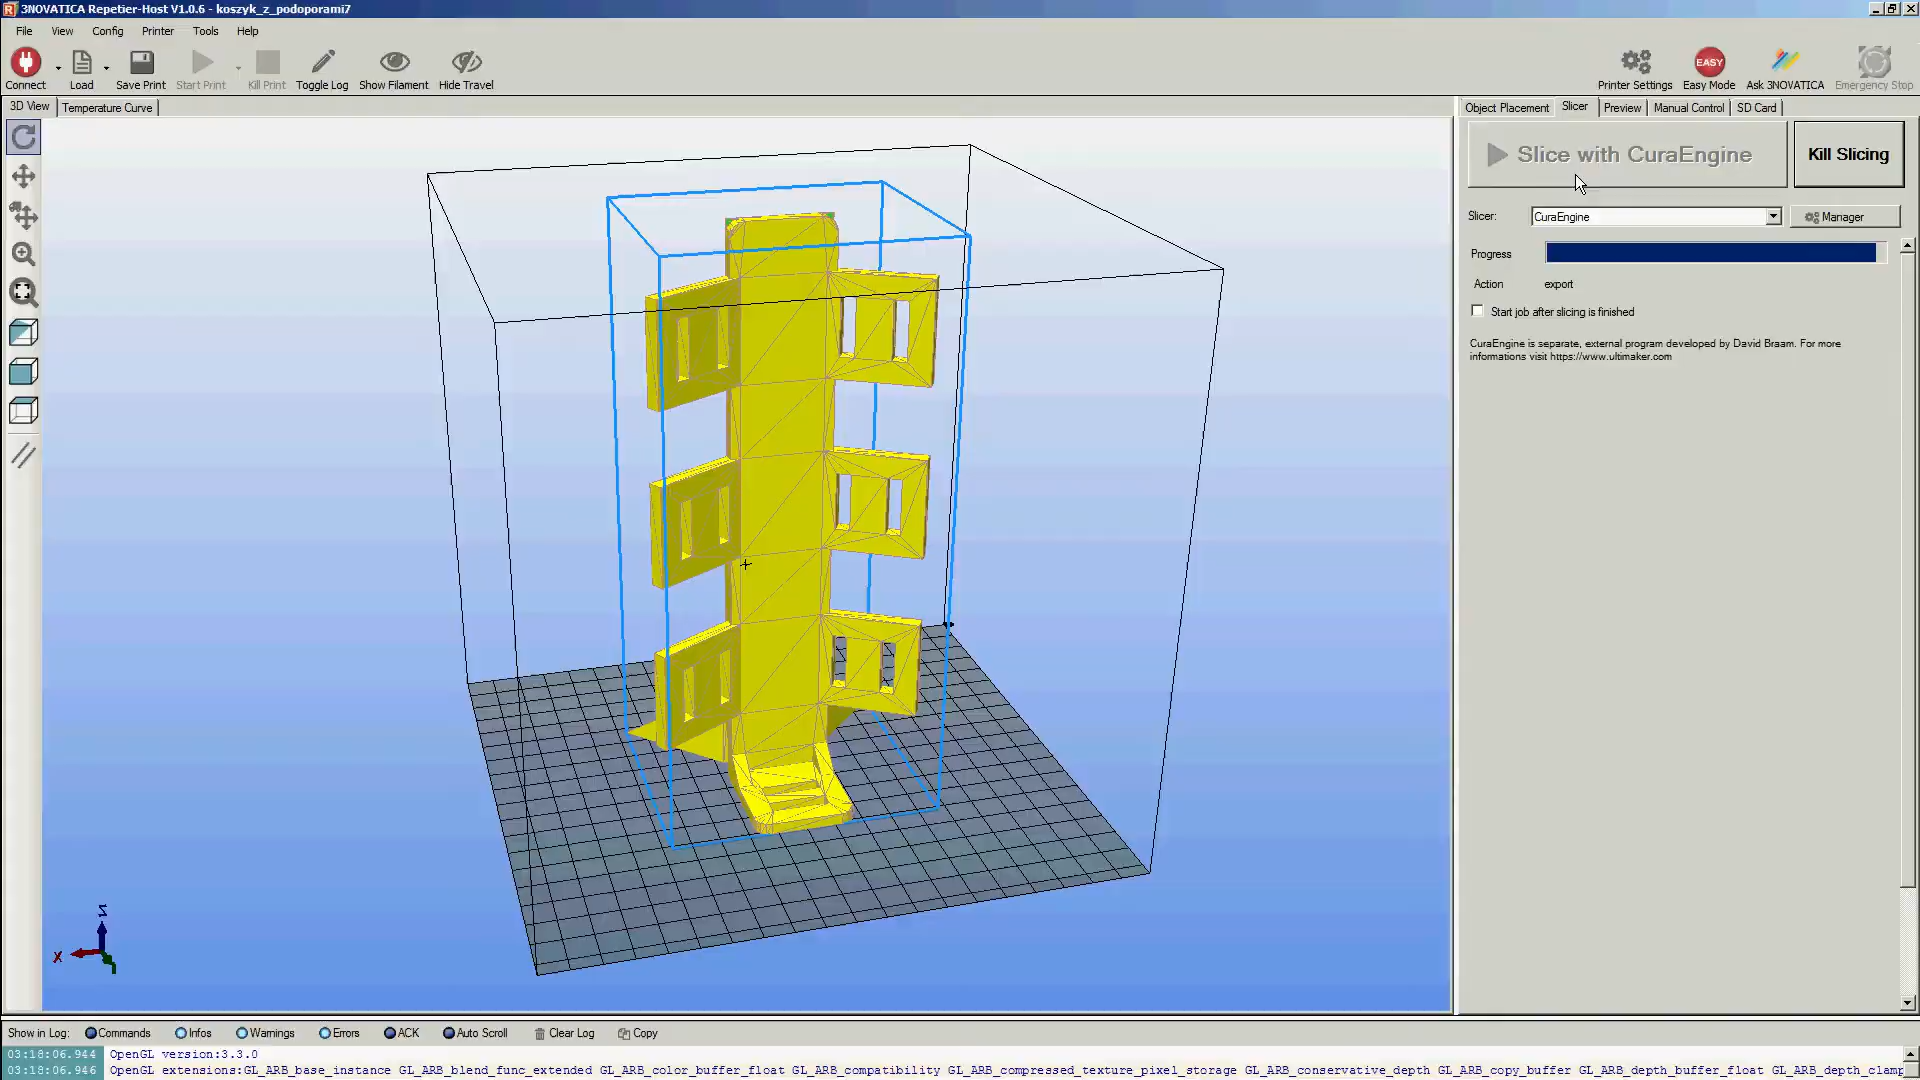 3NOVATICA Repetier-Host V1.0.6 - koszyk_z_podoporami7
File View Config Printer Tools Help
Connect Load Save Print Start Print Kill Print Toggle Log Show Filament Hide Travel Printer Settings EASY Easy Mode Ask 3NOVATICA Emergency Stop
3D View Temperature Curve Object Placement Slicer Preview Manual Control SD Card
Slice with CuraEngine Kill Slicing
Slicer: CuraEngine Manager
Progress
Action export
Start job after slicing is finished
CuraEngine is separate, external program developed by David Braam. For more
informations visit https://www.ultimaker.com
Z
X
Show in Log: Commands Infos Warnings Errors ACK Auto Scroll Clear Log Copy
03:18:06.944 OpenGL version:3.3.0
03:18:06.946 OpenGL extensions:GL_ARB_base_instance GL_ARB_blend_func_extended GL_ARB_color_buffer_float GL_ARB_compatibility GL_ARB_compressed_texture_pixel_storage GL_ARB_conservative_depth GL_ARB_copy_buffer GL_ARB_depth_buffer_float GL_ARB_depth_clamp